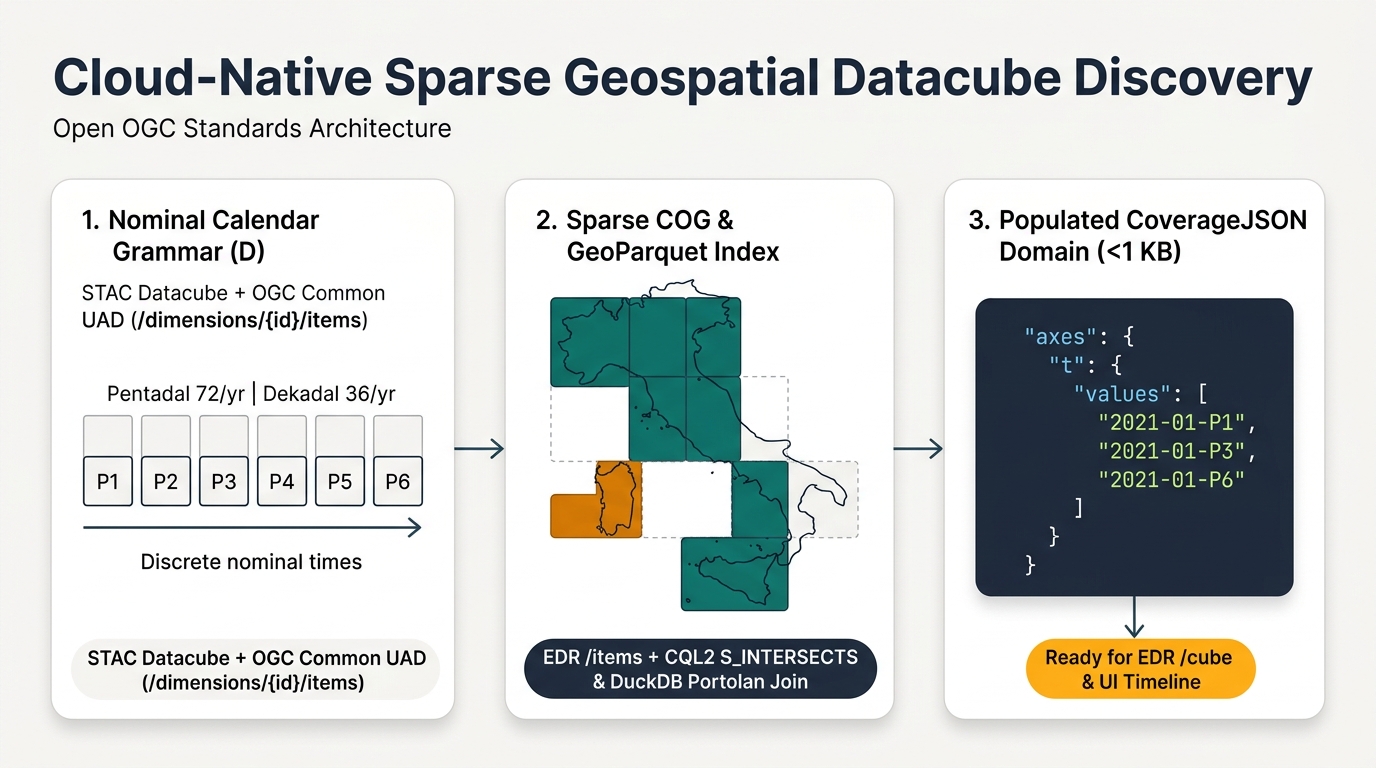 Cloud-Native Sparse Geospatial Datacube Discovery
Open OGC Standards Architecture
1. Nominal Calendar
Grammar (D)
STAC Datacube + OGC Common
UAD (/dimensions/{id}/items)
Pentadal 72/yr | Dekadal 36/yr
P1 P2 P3 P4 P5 P6
Discrete nominal times
STAC Datacube + OGC Common UAD
(/dimensions/{id}/items)
2. Sparse COG &
GeoParquet Index
EDR /items + CQL2 S_INTERSECTS
& DuckDB Portolan Join
3. Populated CoverageJSON
Domain (<1 KB)
"axes": {
"t": {
"values": [
"2021-01-P1",
"2021-01-P3",
"2021-01-P6"
]
}
}
Ready for EDR /cube
& UI Timeline